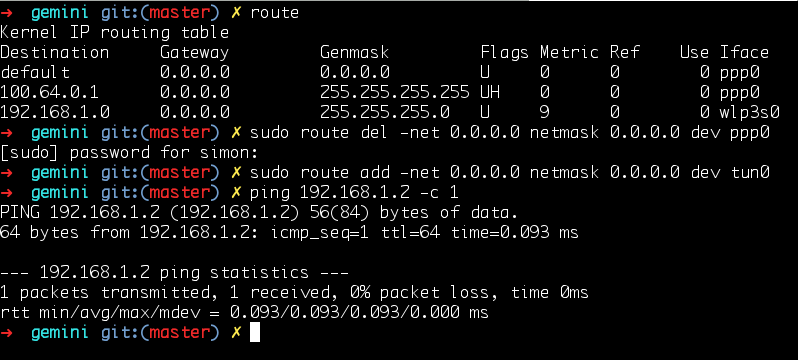 ➜ gemini git:(master) ✗ route
Kernel IP routing table
Destination Gateway Genmask Flags Metric Ref Use Iface
default 0.0.0.0 0.0.0.0 U 0 0 0 ppp0
100.64.0.1 0.0.0.0 255.255.255.255 UH 0 0 0 ppp0
192.168.1.0 0.0.0.0 255.255.255.0 U 9 0 0 wlp3s0
➜ gemini git:(master) ✗ sudo route del -net 0.0.0.0 netmask 0.0.0.0 dev ppp0
[sudo] password for simon:
➜ gemini git:(master) ✗ sudo route add -net 0.0.0.0 netmask 0.0.0.0 dev tun0
➜ gemini git:(master) ✗ ping 192.168.1.2 -c 1
PING 192.168.1.2 (192.168.1.2) 56(84) bytes of data.
64 bytes from 192.168.1.2: icmp_seq=1 ttl=64 time=0.093 ms
--- 192.168.1.2 ping statistics ---
1 packets transmitted, 1 received, 0% packet loss, time 0ms
rtt min/avg/max/mdev = 0.093/0.093/0.093/0.000 ms
➜ gemini git:(master) ✗